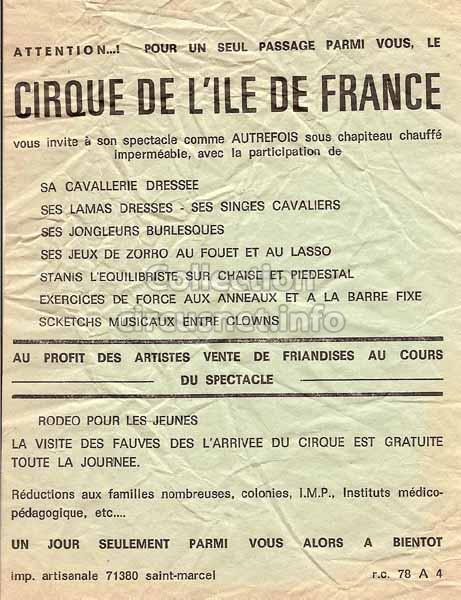 ATTENTION...! POUR UN SEUL PASSAGE PARMI VOUS, LE
CIRQUE DE L'ILE DE FRANCE
vous invite à son spectacle comme AUTREFOIS sous chapiteau chauffé
imperméable, avec la participation de
SA CAVALLERIE DRESSEE
SES LAMAS DRESSES - SES SINGES CAVALIERS
SES JONGLEURS BURLESQUES
SES JEUX DE ZORRO AU FOUET ET AU LASSO
STANIS L'EQUILIBRISTE SUR CHAISE ET PIEDESTAL
Collection
EXERCICES DE FORCE AUX ANNEAUX ET A LA BARRE FIXE
SCKETCHS MUSICAUX ENTRE CLOWNS
AU PROFIT DES ARTISTES VENTE DE FRIANDISES AU COURS
DU SPECTACLE
RODEO POUR LES JEUNES
LA VISITE DES FAUVES DES L'ARRIVEE DU CIRQUE EST GRATUITE
TOUTE LA JOURNEE.
Réductions aux familles nombreuses, colonies, I.M.P., Instituts médico-
pédagogique, etc....
UN JOUR SEULEMENT PARMI VOUS ALORS A BIENTOT
imp. artisanale 71380 saint-marcel r.c. 78 A 4